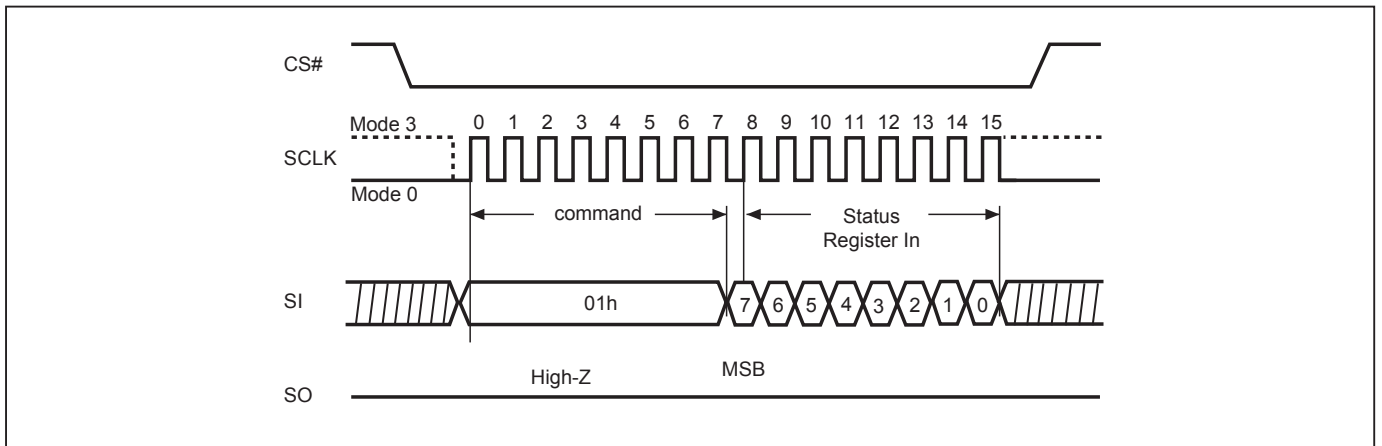 CS#
Mode 3
0 1 2 3 4 5 6 7 8 9 10 11 12 13 14 15
SCLK
Mode 0
command
Status
Register In
SI
01h
7 6 5 4 3 2 1 0
High-Z
MSB
SO